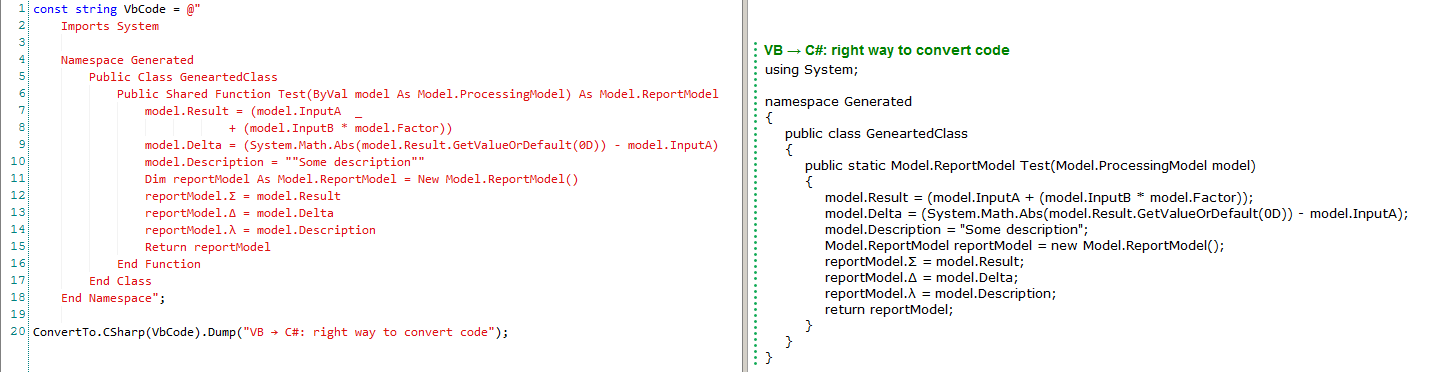 1 const string VbCode = @"
2 Imports System
3
4 Namespace Generated
5 Public Class GeneartedClass
6 Public Shared Function Test(ByVal model As Model.ProcessingModel) As Model.ReportModel
7 model.Result = (model.InputA _
8 + (model.InputB * model.Factor))
9 model.Delta = (System.Math.Abs(model.Result.GetValueOrDefault(0D)) - model.InputA)
10 model.Description = ""Some description""
11 Dim reportModel As Model.ReportModel = New Model.ReportModel()
12 reportModel.Σ = model.Result
13 reportModel.Δ = model.Delta
14 reportModel.λ = model.Description
15 Return reportModel
16 End Function
17 End Class
18 End Namespace";
19
20 ConvertTo.CSharp(VbCode).Dump("VB → C#: right way to convert code");
VB → C#: right way to convert code
using System;
namespace Generated
{
public class GeneartedClass
{
public static Model.ReportModel Test(Model.ProcessingModel model)
{
model.Result = (model.InputA + (model.InputB * model.Factor));
model.Delta = (System.Math.Abs(model.Result.GetValueOrDefault(0D)) - model.InputA);
model.Description = "Some description";
Model.ReportModel reportModel = new Model.ReportModel();
reportModel.Σ = model.Result;
reportModel.Δ = model.Delta;
reportModel.λ = model.Description;
return reportModel;
}
}
}